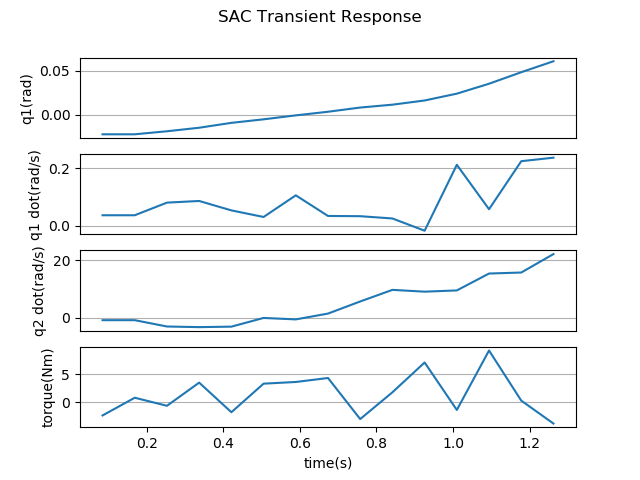 SAC Transient Response
q1(rad)
0.05
0.00
q1 dot(rad/s)
0.2
0.0
q2 dot(rad/s)
20
0
torque(Nm)
5
0
0.2 0.4 0.6 0.8 1.0 1.2
time(s)